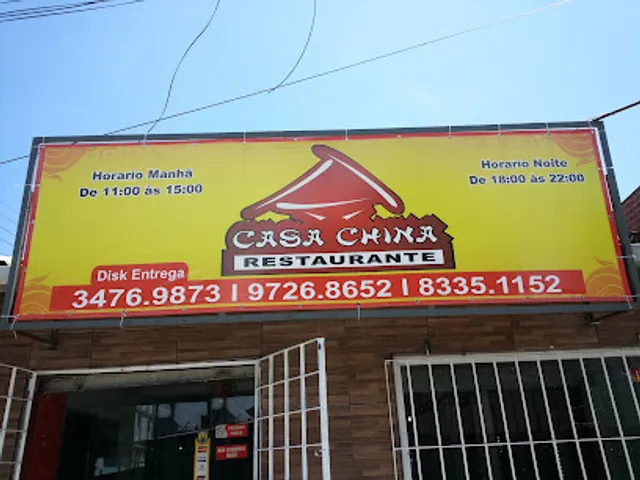 Horario Manhã
De 11:00 às 15:00
Horario Noite
De 18:00 às 22:00
CASA CHINA
RESTAURANTE
Disk Entrega
3476.9873 | 9726.8652 | 8335.1152